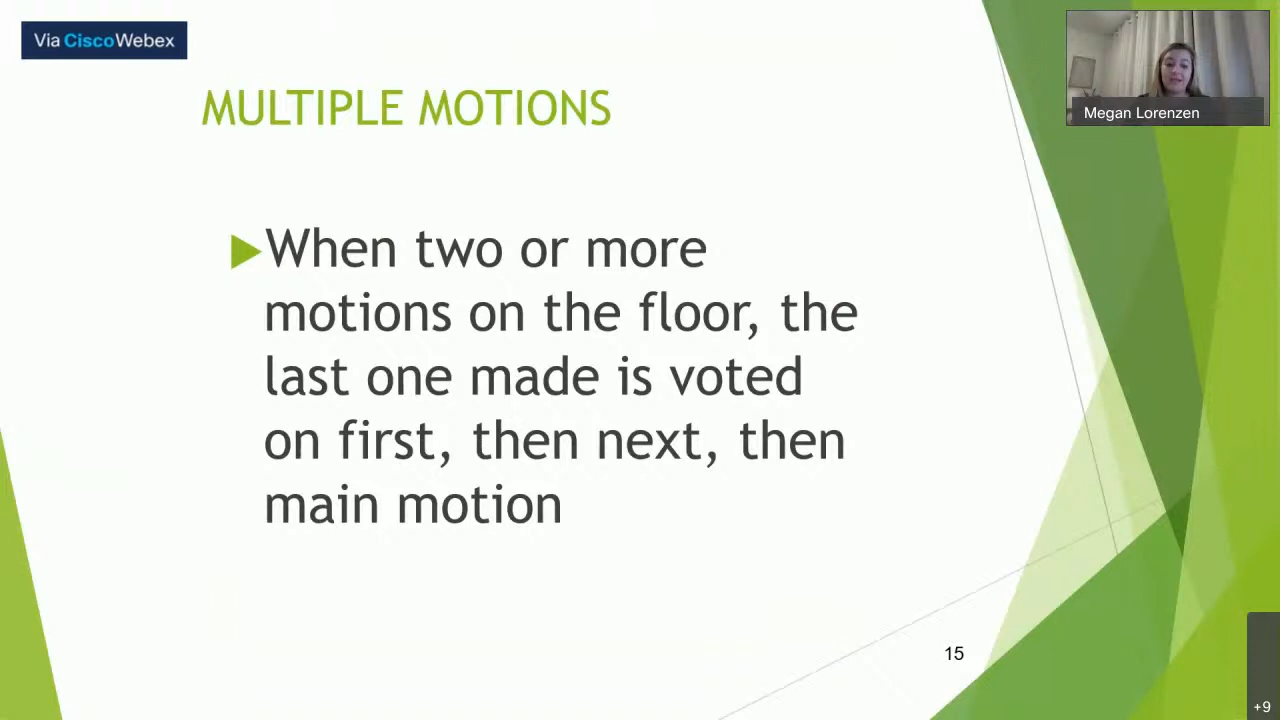 Via CiscoWebex
Megan Lorenzen
MULTIPLE MOTIONS
When two or more
motions on the floor, the
last one made is voted
on first, then next, then
main motion
15
+9